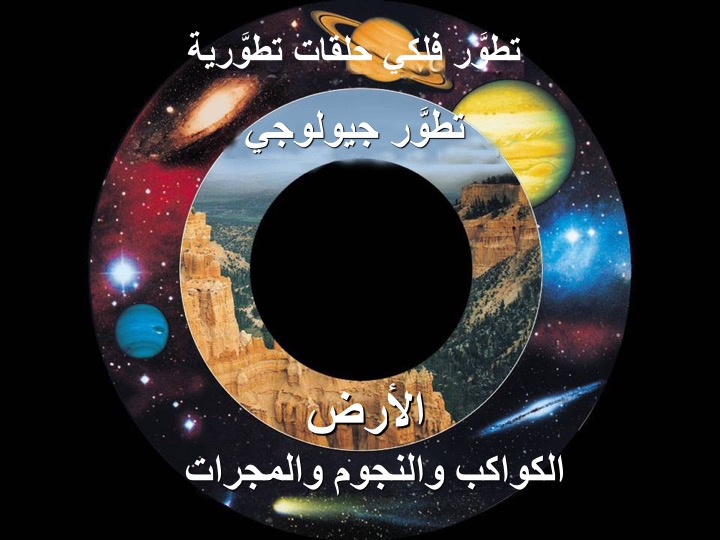 تطوَّر فلكي حلقات تطوَّرية
تطوَّر جيولوجي
الأرض
الكواكب والنجوم والمجرات